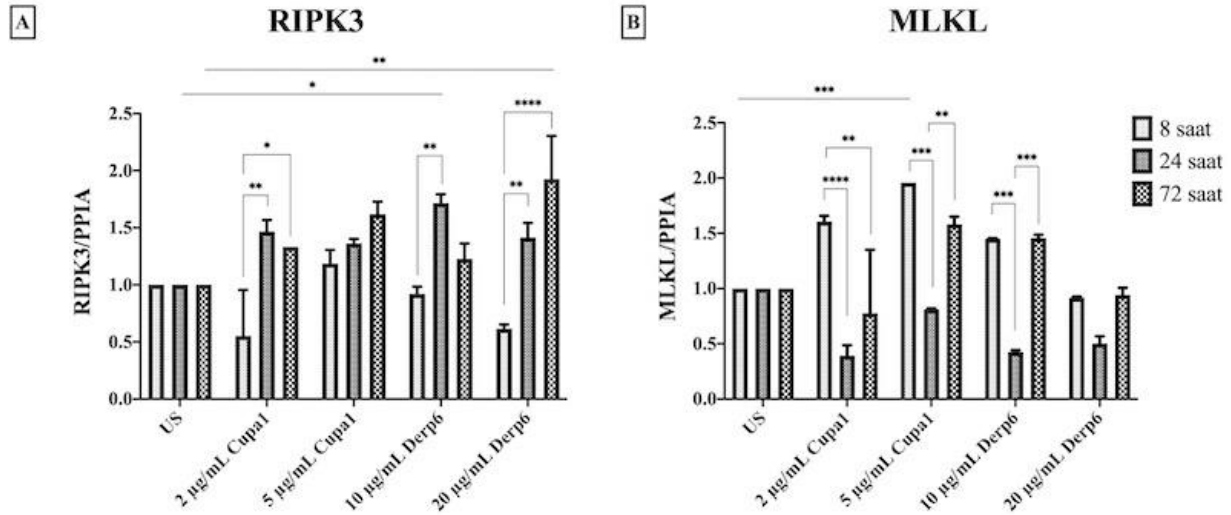 A
RIPK3
**
*
****
*
**
**
**
RIPK3/PPIA
2.5
2.0
1.5
1.0
0.5
0.0
US
2 µg/mL Cupa1
5 µg/mL Cupa1
10 µg/mL Derp6
20 µg/mL Derp6
B
MLKL
***
**
**
***
***
****
***
MLKL/PPIA
2.5
2.0
1.5
1.0
0.5
0.0
US
2 µg/mL Cupa1
5 µg/mL Cupa1
10 µg/mL Derp6
20 µg/mL Derp6
8 saat
24 saat
72 saat